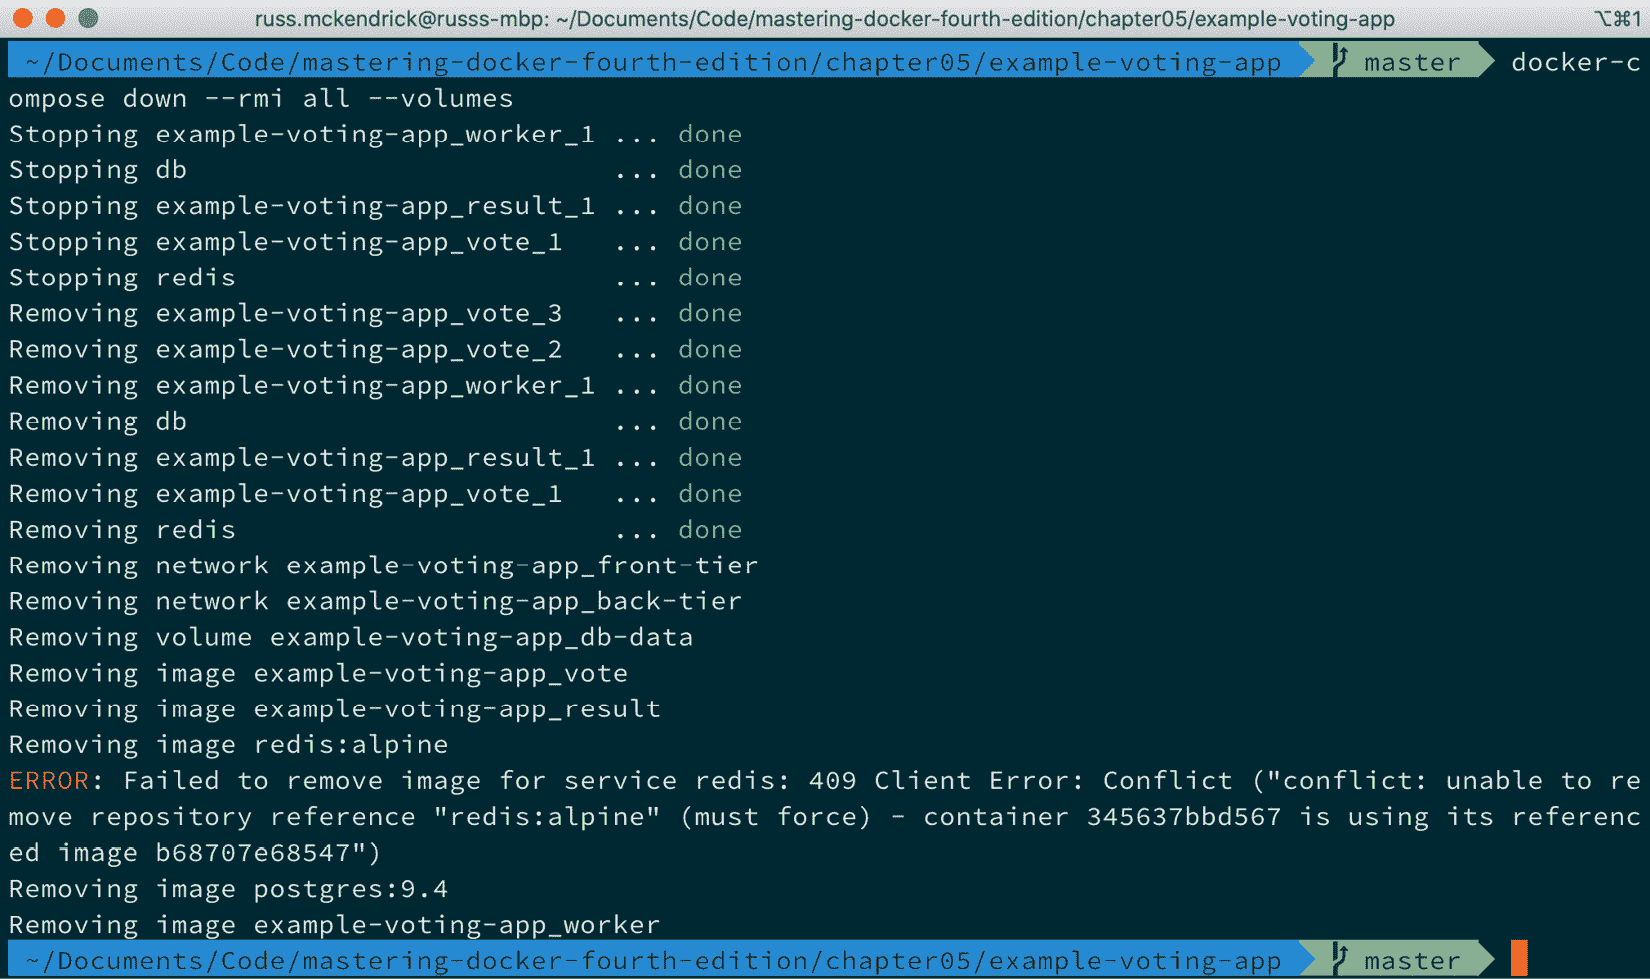 russ.mckendrick@russs-mbp: ~/Documents/Code/mastering-docker-fourth-edition/chapter05/example-voting-app ⌥⌘1
~/Documents/Code/mastering-docker-fourth-edition/chapter05/example-voting-app master docker-c
ompose down --rmi all --volumes
Stopping example-voting-app_worker_1 ... done
Stopping db ... done
Stopping example-voting-app_result_1 ... done
Stopping example-voting-app_vote_1 ... done
Stopping redis ... done
Removing example-voting-app_vote_3 ... done
Removing example-voting-app_vote_2 ... done
Removing example-voting-app_worker_1 ... done
Removing db ... done
Removing example-voting-app_result_1 ... done
Removing example-voting-app_vote_1 ... done
Removing redis ... done
Removing network example-voting-app_front-tier
Removing network example-voting-app_back-tier
Removing volume example-voting-app_db-data
Removing image example-voting-app_vote
Removing image example-voting-app_result
Removing image redis:alpine
ERROR: Failed to remove image for service redis: 409 Client Error: Conflict ("conflict: unable to re
move repository reference "redis:alpine" (must force) - container 345637bbd567 is using its referenc
ed image b68707e68547")
Removing image postgres:9.4
Removing image example-voting-app_worker
~/Documents/Code/mastering-docker-fourth-edition/chapter05/example-voting-app master